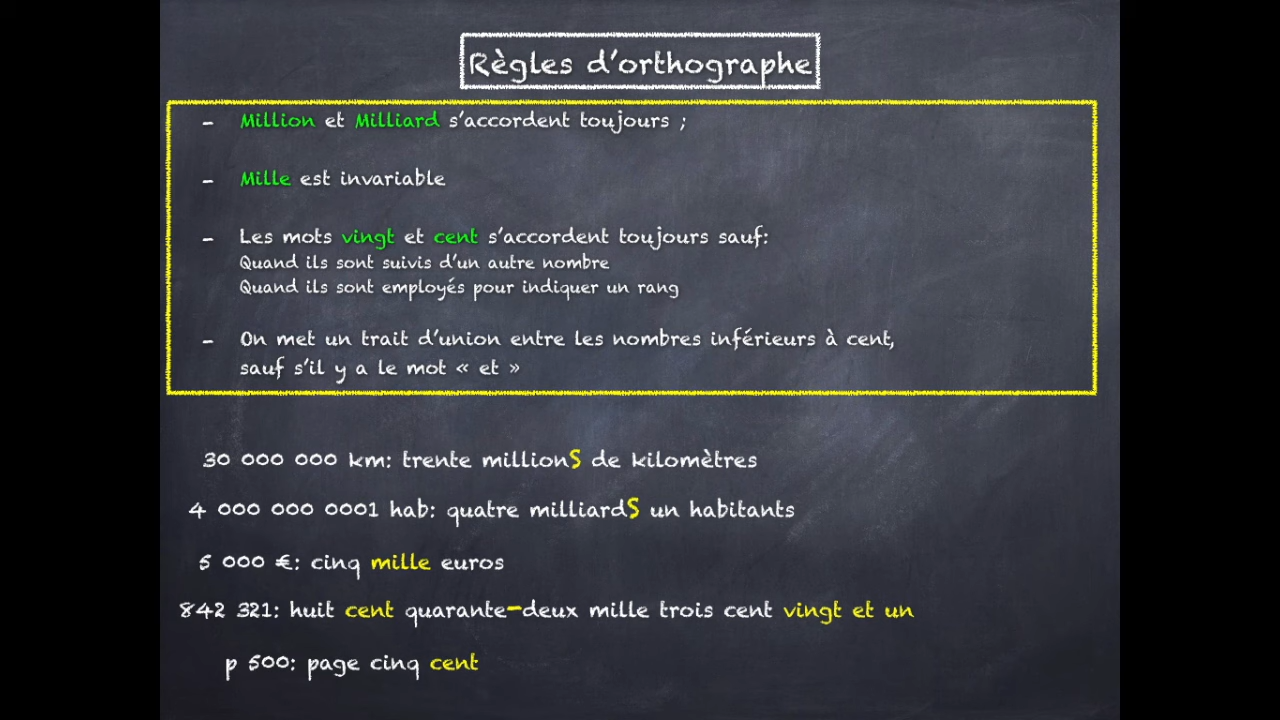 Règles d'orthographe
- Million et Milliard s'accordent toujours ;
- Mille est invariable
- Les mots vingt et cent s'accordent toujours sauf:
Quand ils sont suivis d'un autre nombre
Quand ils sont employés pour indiquer un rang
- On met un trait d'union entre les nombres inférieurs à cent,
sauf s'il y a le mot « et »
30 000 000 km: trente millionS de kilomètres
4 000 000 0001 hab: quatre milliardS un habitants
5 000 €: cinq mille euros
842 321: huit cent quarante-deux mille trois cent vingt et un
p 500: page cinq cent